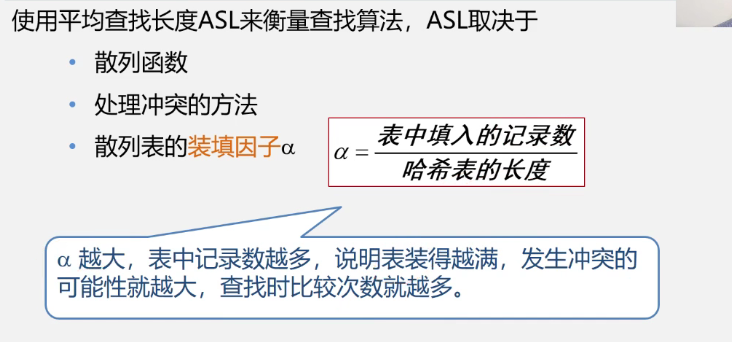 使用平均查找长度ASL来衡量查找算法，ASL取决于
• 散列函数
• 处理冲突的方法
• 散列表的装填因子α
α = 表中填入的记录数
哈希表的长度
α 越大，表中记录数越多，说明表装得越满，发生冲突的
可能性就越大，查找时比较次数就越多。